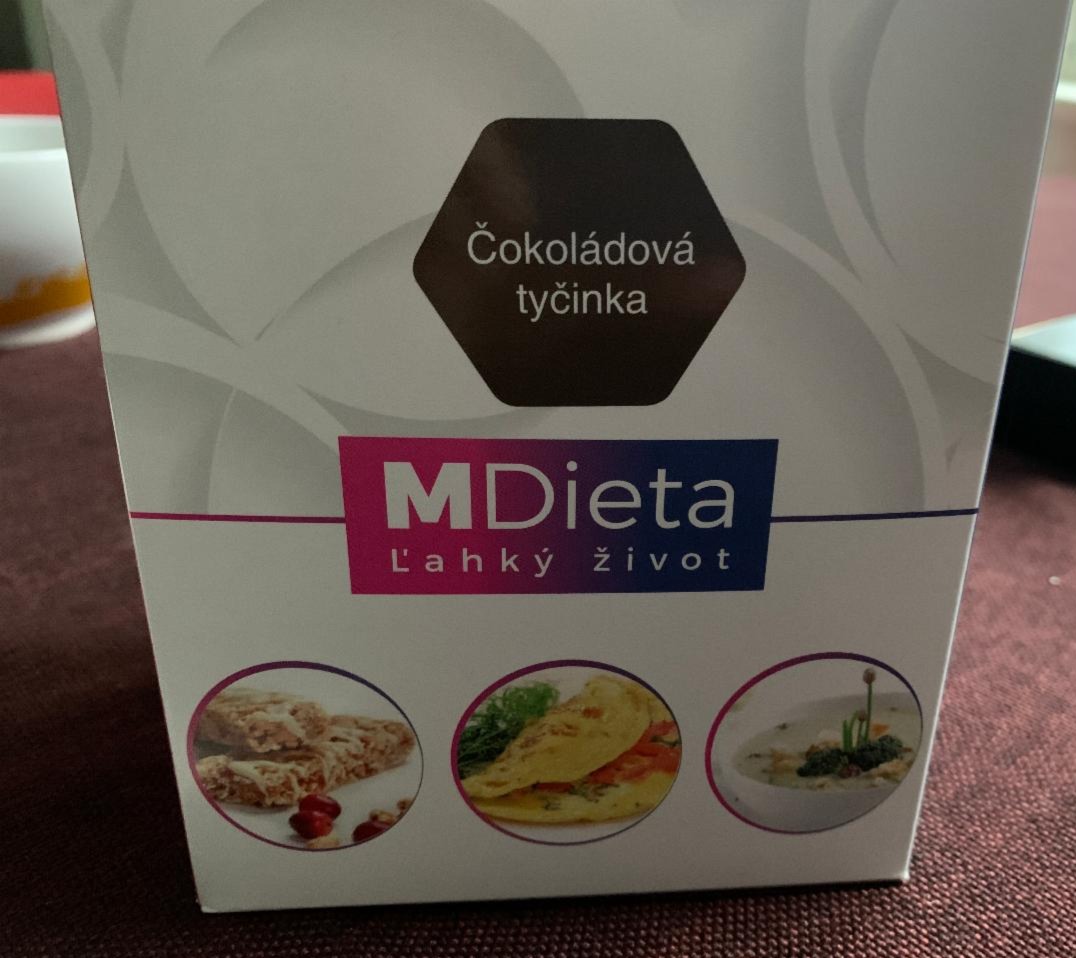 Čokoládová
tyčinka
MDieta
Ľahký život